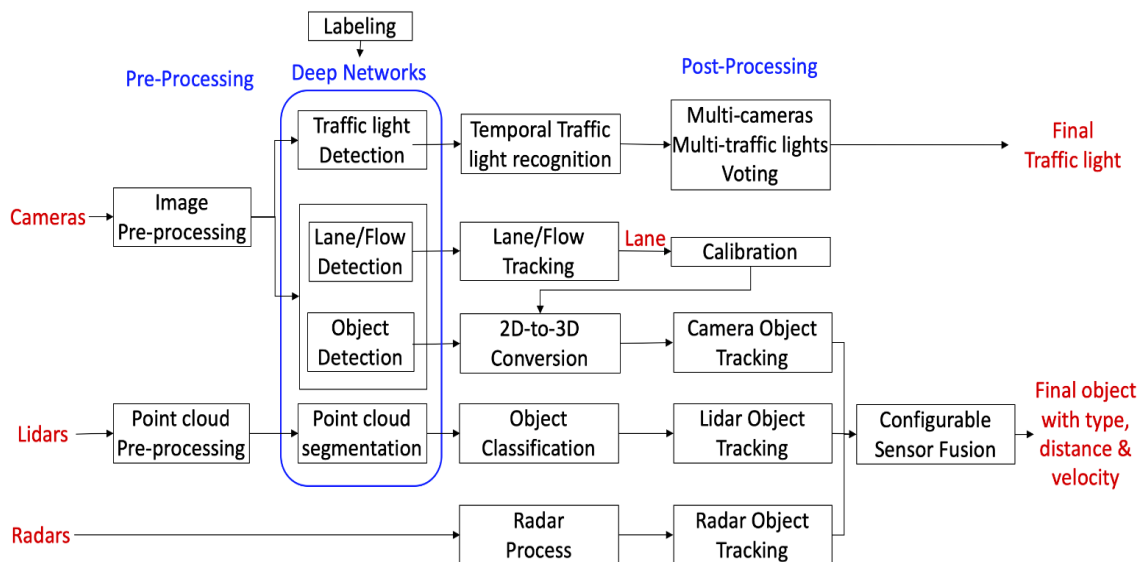 Labeling
Pre-Processing
Deep Networks
Post-Processing
Traffic light
Detection
Temporal Traffic
light recognition
Multi-cameras
Multi-traffic lights
Voting
Final
Traffic light
Cameras
Image
Pre-processing
Lane/Flow
Detection
Lane/Flow
Tracking
Lane
Calibration
Object
Detection
2D-to-3D
Conversion
Camera Object
Tracking
Lidars
Point cloud
Pre-processing
Point cloud
segmentation
Object
Classification
Lidar Object
Tracking
Configurable
Sensor Fusion
Final object
with type,
distance &
velocity
Radars
Radar
Process
Radar Object
Tracking